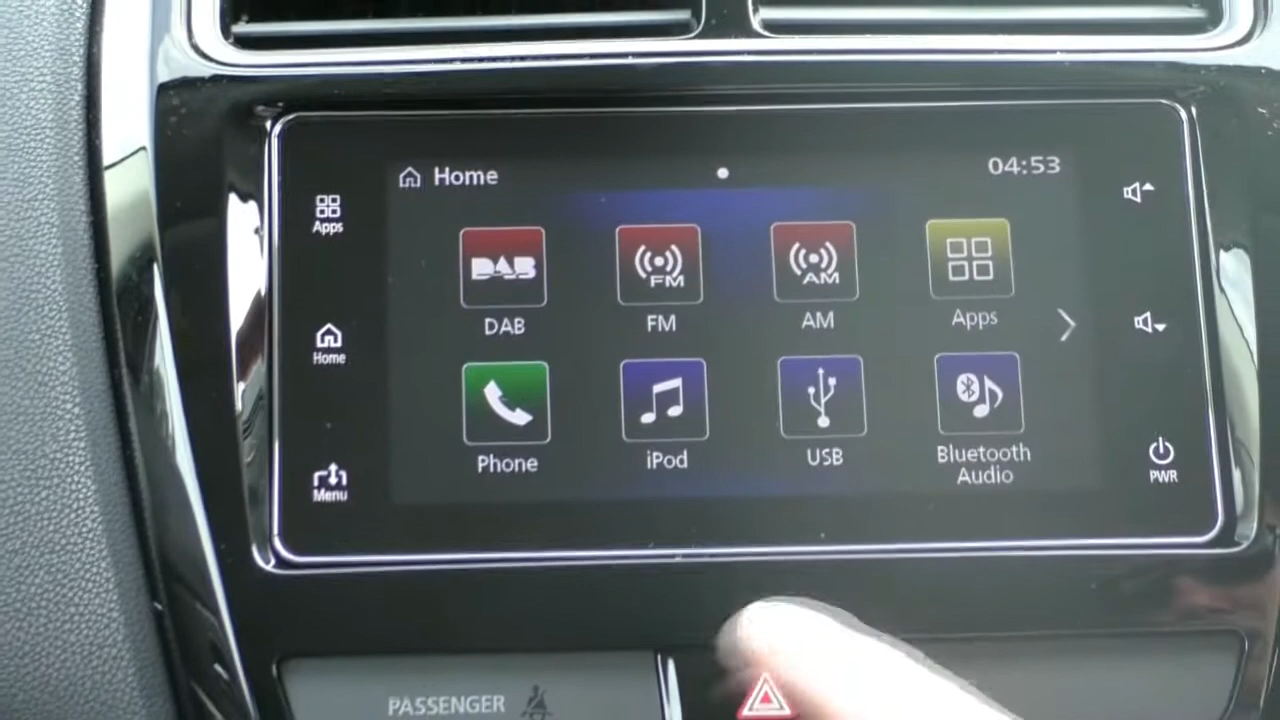 Home
04:53
Apps
DAB
FM
AM
DAB
FM
AM
Apps
Home
Phone
iPod
USB
Bluetooth
Audio
Menu
PWR
PASSENGER